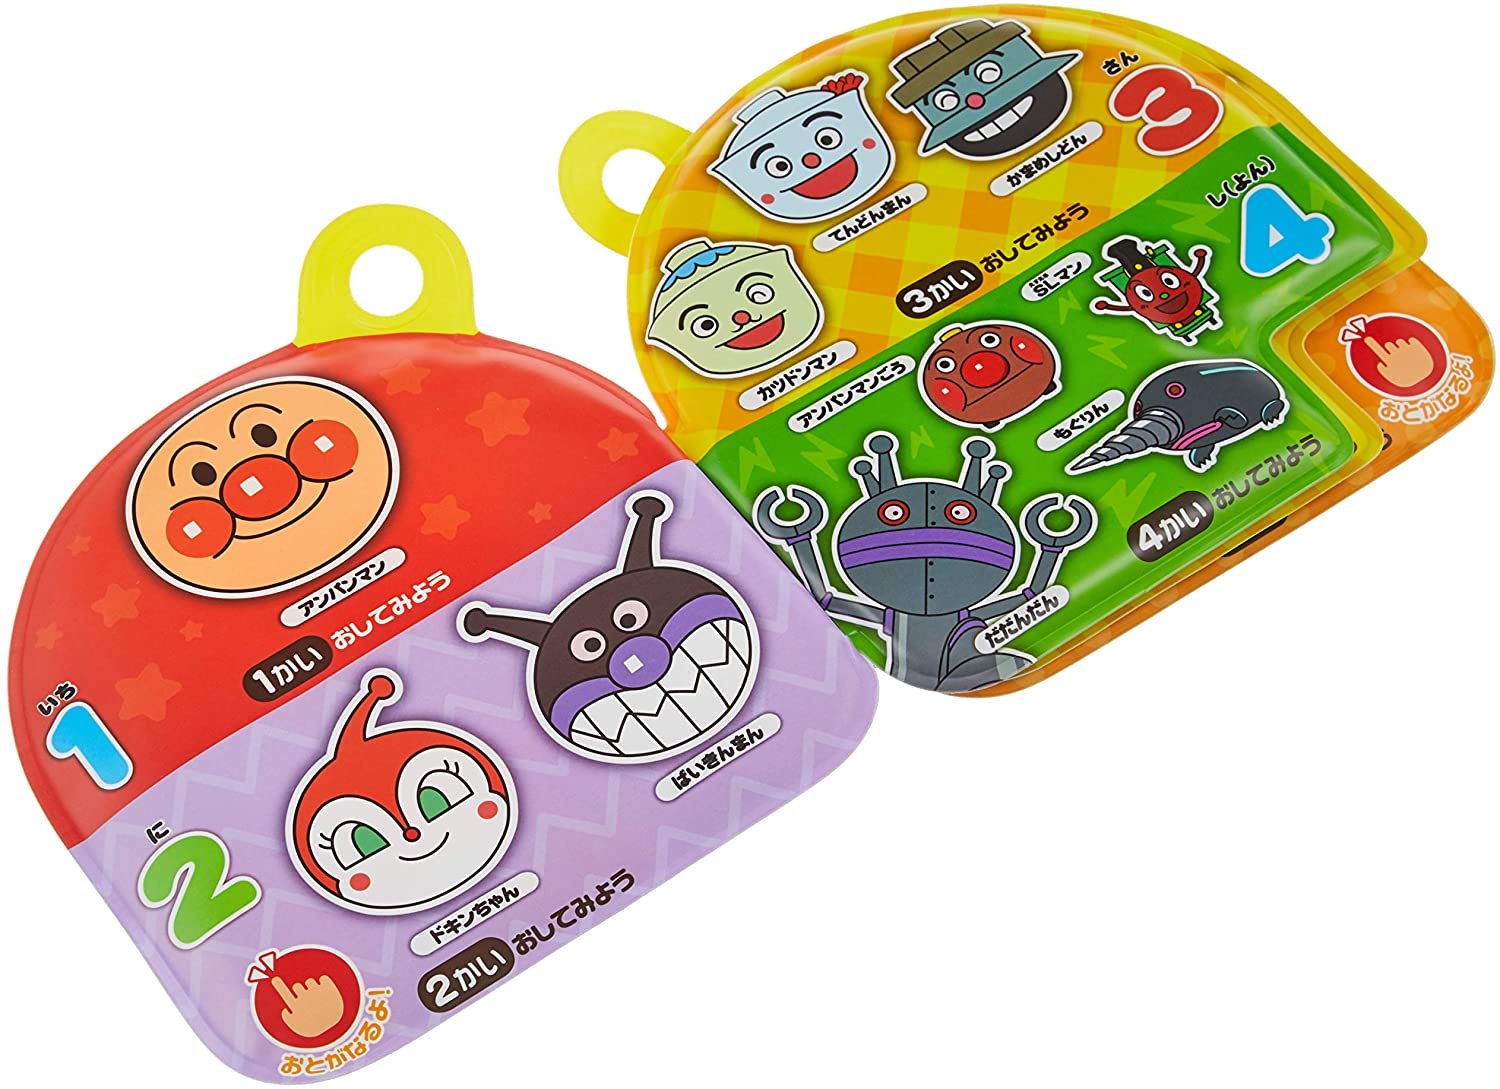 いち
1
アンパンマン
1かい おしてみよう
に
2
ばいきんまん
ドキンちゃん
2かい おしてみよう
おとがなるよ!
さん
3
かまめしどん
てんどんまん
カツドンマン
3かい おしてみよう
し(よん)
4
SLマン
アンパンマンごう
もぐりん
だだんだん
4かい おしてみよう
おとがなるよ!